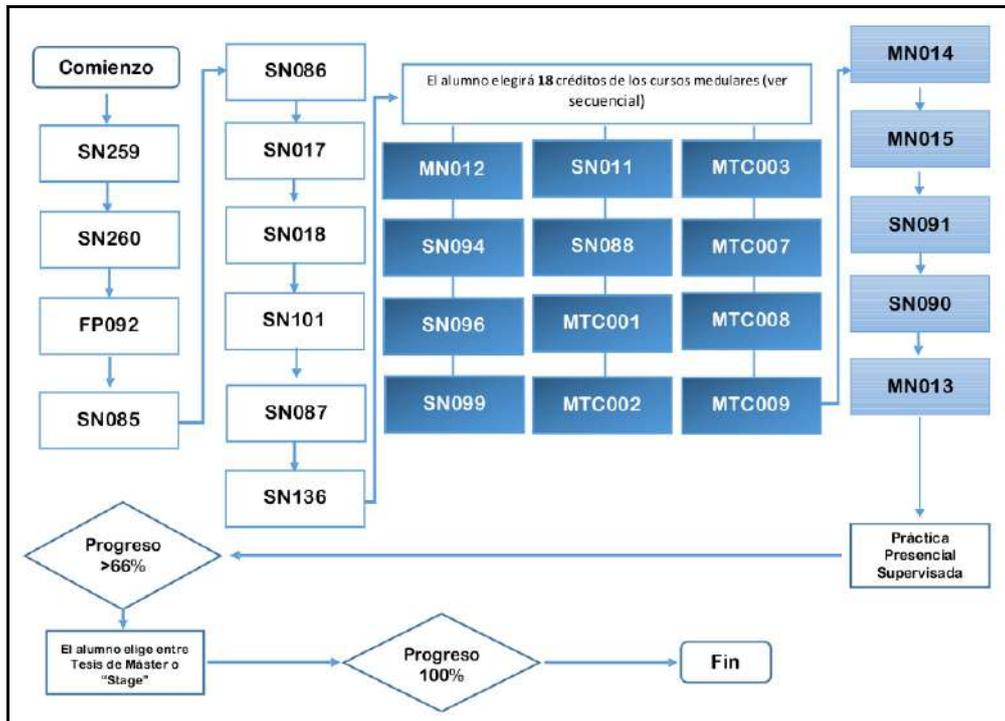 Comienzo
SN259
SN260
FP092
SN085
SN086
SN017
SN018
SN101
SN087
SN136
El alumno elegirá 18 créditos de los cursos medulares (ver
secuencial)
MN012
SN094
SN096
SN099
SN011
SN088
MTC001
MTC002
MTC003
MTC007
MTC008
MTC009
MN014
MN015
SN091
SN090
MN013
Práctica
Presencial
Supervisada
Progreso
>66%
El alumno elige entre
Tesis de Máster o
"Stage"
Progreso
100%
Fin